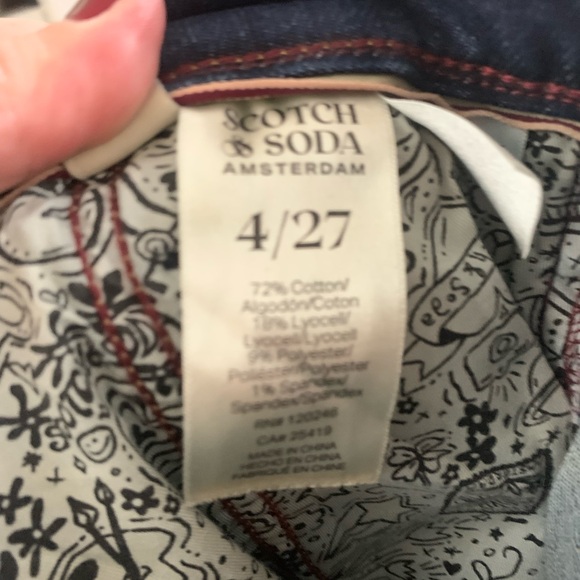 SCOTCH
& SODA
AMSTERDAM
4/27
72% Cotton/
Algodón/Coton
18% Lyocell/
Lyocell/Lyocell
9% Polyester/
Poliéster/Polyester
1% Spandex/
Spandex/Spandex
RN# 120246
CA# 25419
MADE IN CHINA
HECHO EN CHINA
FABRIQUÉ EN CHINE